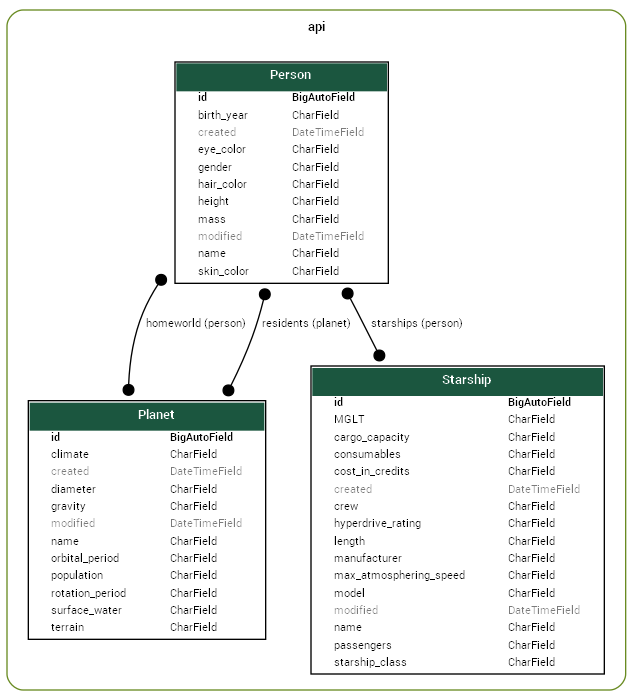 api
Person
id BigAutoField
birth_year CharField
created DateTimeField
eye_color CharField
gender CharField
hair_color CharField
height CharField
mass CharField
modified DateTimeField
name CharField
skin_color CharField
homeworld (person) residents (planet) starships (person)
Planet
id BigAutoField
climate CharField
created DateTimeField
diameter CharField
gravity CharField
modified DateTimeField
name CharField
orbital_period CharField
population CharField
rotation_period CharField
surface_water CharField
terrain CharField
Starship
id BigAutoField
MGLT CharField
cargo_capacity CharField
consumables CharField
cost_in_credits CharField
created DateTimeField
crew CharField
hyperdrive_rating CharField
length CharField
manufacturer CharField
max_atmosphering_speed CharField
model CharField
modified DateTimeField
name CharField
passengers CharField
starship_class CharField